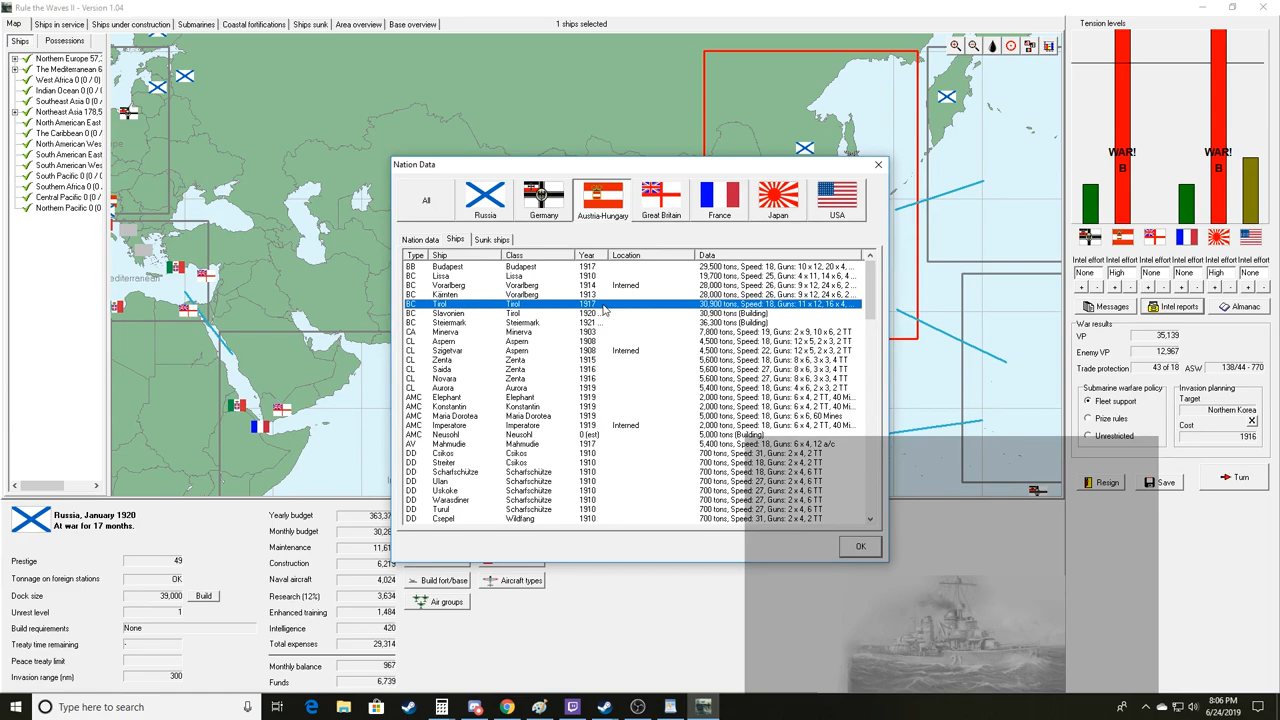 Rule the Waves II - Version 1.04
Map Ships in service Ships under construction Submarines Coastal fortifications Ships sunk Area overview Base overview 1 ships selected
Ships Possessions
Northern Europe 57,
The Mediterranean 6
West Africa 0 (0 / 0)
Indian Ocean 0 (0 /
Southeast Asia 0 (0 /
Northeast Asia 178,5
North American East
The Caribbean 0 (0 /
North American West
South American East
South American Wes
South Pacific 0 (0 /
Southern Africa 0 (0
Central Pacific 0 (0
Northern Pacific 0 (0
diterranean
Nation Data
All Russia Germany Austria-Hungary Great Britain France Japan USA
Nation data Ships Sunk ships
Type Ship Class Year Location Data
BB Budapest Budapest 1917 29,500 tons, Speed: 18, Guns: 10 x 12, 20 x 4, ...
BC Lissa Lissa 1910 19,700 tons, Speed: 25, Guns: 4 x 11, 14 x 6, 4 ...
BC Vorarlberg Vorarlberg 1914 Interned 28,000 tons, Speed: 26, Guns: 9 x 12, 24 x 6, 2 ...
BC Kärnten Vorarlberg 1913 28,000 tons, Speed: 26, Guns: 9 x 12, 24 x 6, 2 ...
BC Tirol Tirol 1917 30,900 tons, Speed: 18, Guns: 11 x 12, 16 x 4, ...
BC Slavonien Tirol 1920 ... 30,900 tons (Building)
BC Steiermark Steiermark 1921 ... 36,300 tons (Building)
CA Minerva Minerva 1903 7,800 tons, Speed: 19, Guns: 2 x 9, 10 x 6, 2 TT
CL Aspern Aspern 1908 4,500 tons, Speed: 18, Guns: 12 x 5, 2 x 3, 2 TT
CL Szigetvar Aspern 1908 Interned 4,500 tons, Speed: 22, Guns: 12 x 5, 2 x 3, 2 TT
CL Zenta Zenta 1915 5,600 tons, Speed: 27, Guns: 8 x 6, 3 x 3, 4 TT
CL Saida Zenta 1916 5,600 tons, Speed: 27, Guns: 8 x 6, 3 x 3, 4 TT
CL Novara Zenta 1916 5,600 tons, Speed: 27, Guns: 8 x 6, 3 x 3, 4 TT
CL Aurora Aurora 1919 5,400 tons, Speed: 18, Guns: 4 x 6, 2 x 3, 2 TT
AMC Elephant Elephant 1919 2,000 tons, Speed: 18, Guns: 6 x 4, 2 TT, 40 Mi...
AMC Konstantin Konstantin 1919 2,000 tons, Speed: 18, Guns: 6 x 4, 2 TT, 40 Mi...
AMC Maria Dorotea Maria Dorotea 1919 2,000 tons, Speed: 18, Guns: 6 x 6, 60 Mines
AMC Imperatore Imperatore 1919 Interned 2,000 tons, Speed: 18, Guns: 6 x 4, 2 TT, 40 Mi...
AMC Neusohl Neusohl 0 (est) 5,000 tons (Building)
AV Mahmudie Mahmudie 1917 5,400 tons, Speed: 18, Guns: 6 x 4, 12 a/c
DD Csikos Csikos 1910 700 tons, Speed: 31, Guns: 2 x 4, 2 TT
DD Streiter Csikos 1910 700 tons, Speed: 18, Guns: 2 x 4, 2 TT
DD Scharfschütze Scharfschütze 1910 700 tons, Speed: 18, Guns: 2 x 4, 6 TT
DD Ulan Scharfschütze 1910 700 tons, Speed: 18, Guns: 2 x 4, 6 TT
DD Uskoke Scharfschütze 1910 700 tons, Speed: 18, Guns: 2 x 4, 6 TT
DD Warasdiner Scharfschütze 1910 700 tons, Speed: 18, Guns: 2 x 4, 6 TT
DD Turul Scharfschütze 1910 700 tons, Speed: 18, Guns: 2 x 4, 6 TT
DD Csepel Wildfang 1910 700 tons, Speed: 31, Guns: 2 x 4, 2 TT
OK
Tension levels
WAR! WAR!
B B
Intel effort Intel effort Intel effort Intel effort Intel effort Intel effort
None High None None High None
+ - + - + - + - + - + -
Messages Intel reports Almanac
War results
VP 35,139
Enemy VP 12,967
Trade protection 43 of 18 ASW 138/44 - 770
Submarine warfare policy
Fleet support
Prize rules
Unrestricted
Invasion planning
Target
Northern Korea
Cost X
1916
Resign Save Turn
Russia, January 1920
At war for 17 months.
Prestige 49
Tonnage on foreign stations OK
Dock size 39,000 Build
Unrest level 1
Build requirements None
Treaty time remaining -
Peace treaty limit
Invasion range (nm) 300
Yearly budget 363,37
Monthly budget 30,28
Maintenance 11,61
Construction 6,219
Naval aircraft 4,024
Research (12%) 3,634
Enhanced training 1,484
Intelligence 420
Total expenses 29,314
Monthly balance 967
Funds 6,739
Build fort/base Aircraft types
Air groups
Type here to search
8:06 PM
6/24/2019